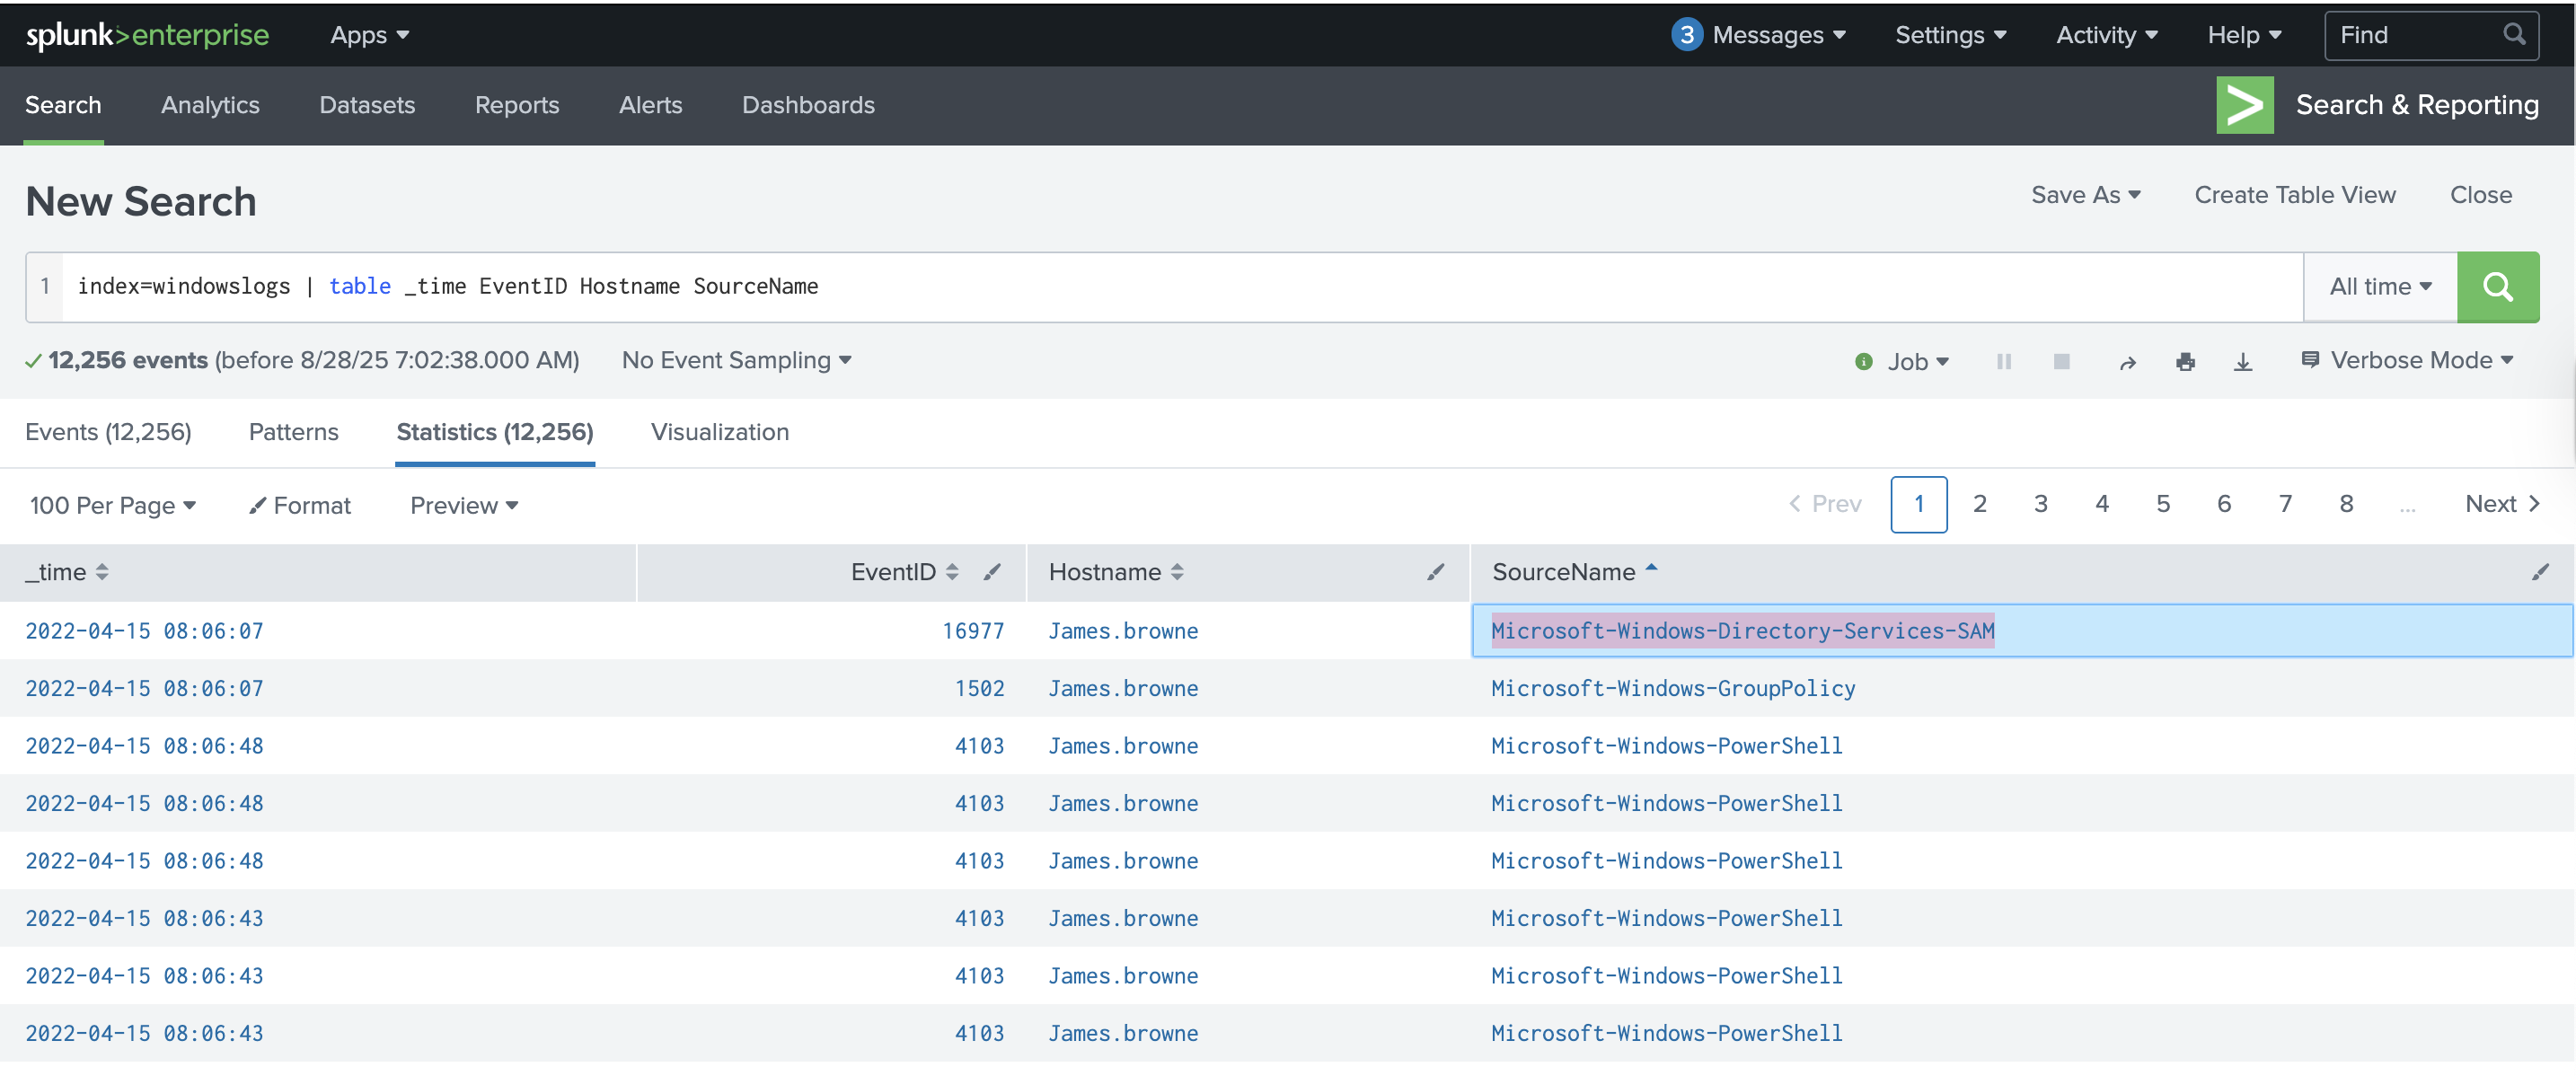 splunk>enterprise Apps 3 Messages Settings Activity Help Find
Search Analytics Datasets Reports Alerts Dashboards Search & Reporting
New Search Save As Create Table View Close
1 index=windowslogs | table _time EventID Hostname SourceName All time
12,256 events (before 8/28/25 7:02:38.000 AM) No Event Sampling Job Verbose Mode
Events (12,256) Patterns Statistics (12,256) Visualization
100 Per Page Format Preview < Prev 1 2 3 4 5 6 7 8 ... Next >
_time EventID Hostname SourceName
2022-04-15 08:06:07 16977 James.browne Microsoft-Windows-Directory-Services-SAM
2022-04-15 08:06:07 1502 James.browne Microsoft-Windows-GroupPolicy
2022-04-15 08:06:48 4103 James.browne Microsoft-Windows-PowerShell
2022-04-15 08:06:48 4103 James.browne Microsoft-Windows-PowerShell
2022-04-15 08:06:48 4103 James.browne Microsoft-Windows-PowerShell
2022-04-15 08:06:43 4103 James.browne Microsoft-Windows-PowerShell
2022-04-15 08:06:43 4103 James.browne Microsoft-Windows-PowerShell
2022-04-15 08:06:43 4103 James.browne Microsoft-Windows-PowerShell